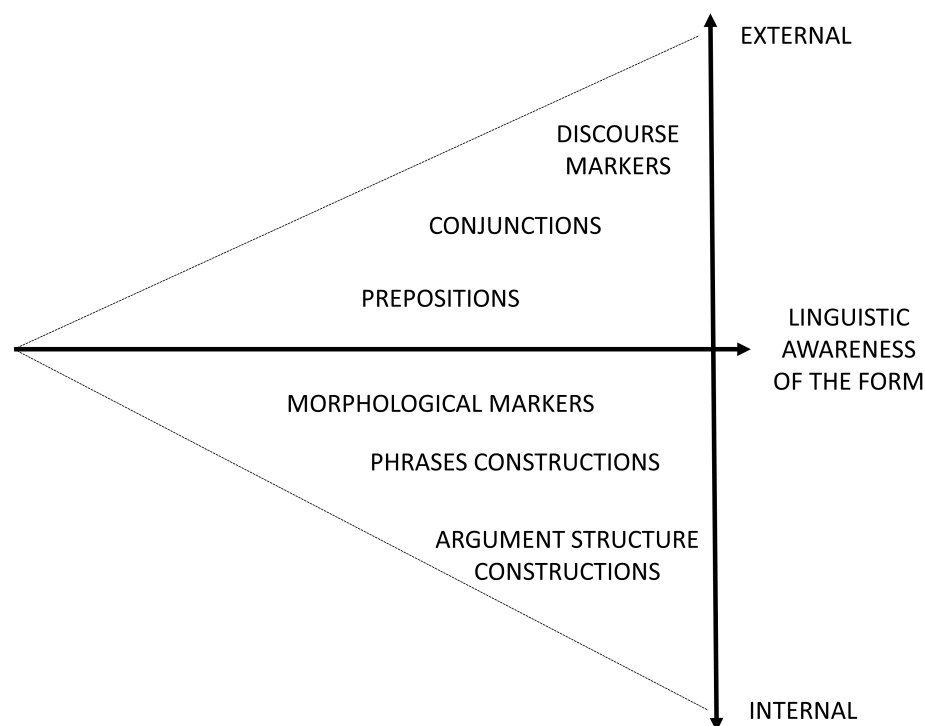 EXTERNAL
DISCOURSE
MARKERS
CONJUNCTIONS
PREPOSITIONS
LINGUISTIC
AWARENESS
OF THE FORM
MORPHOLOGICAL MARKERS
PHRASES CONSTRUCTIONS
ARGUMENT STRUCTURE
CONSTRUCTIONS
INTERNAL